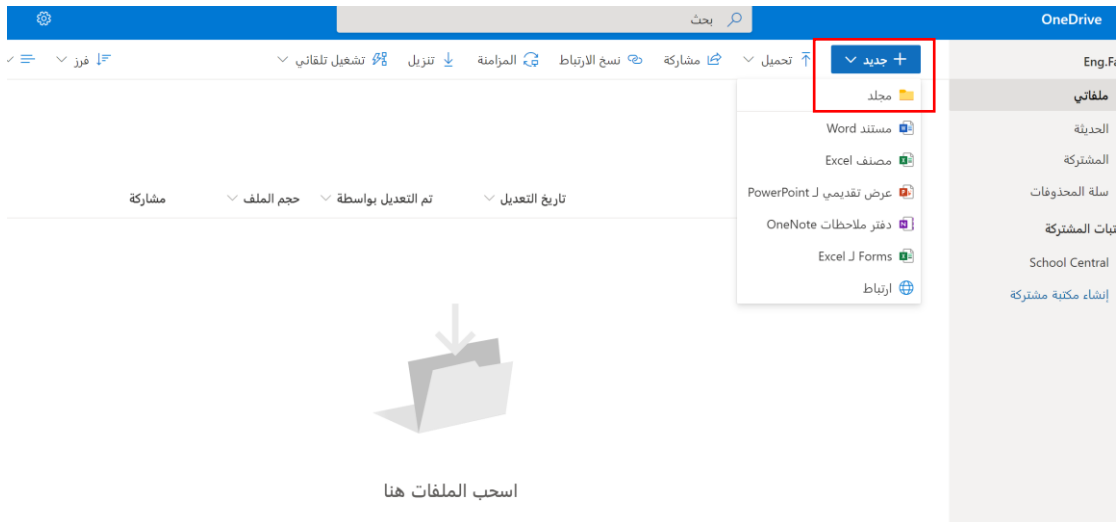 OneDrive
بحث
جديد
تحميل
مشاركة
نسخ الارتباط
المزامنة
تنزيل
تشغيل تلقائي
فرز
Eng.Fa
ملفاتي
الحديثة
المشتركة
سلة المحذوفات
تبات المشتركة
School Central
إنشاء مكتبة مشتركة
مجلد
مستند Word
مصنف Excel
عرض تقديمي لـ PowerPoint
دفتر ملاحظات OneNote
Forms لـ Excel
ارتباط
تاريخ التعديل
تم التعديل بواسطة
حجم الملف
مشاركة
اسحب الملفات هنا